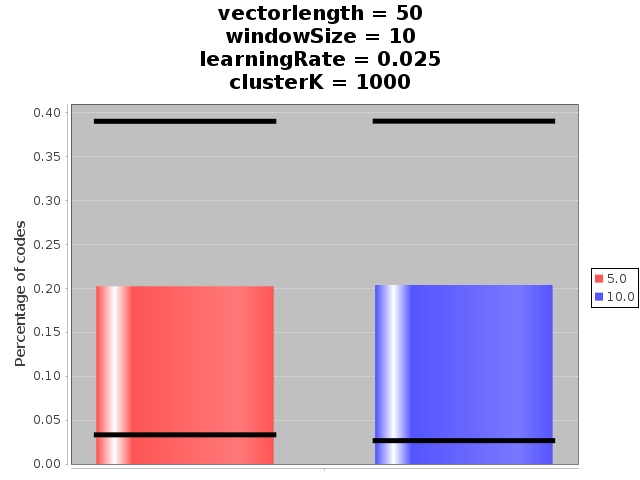 vectorlength = 50
windowSize = 10
learningRate = 0.025
clusterK = 1000
0.40
0.35
0.30
0.25
0.20
0.15
0.10
0.05
0.00
Percentage of codes
5.0
10.0